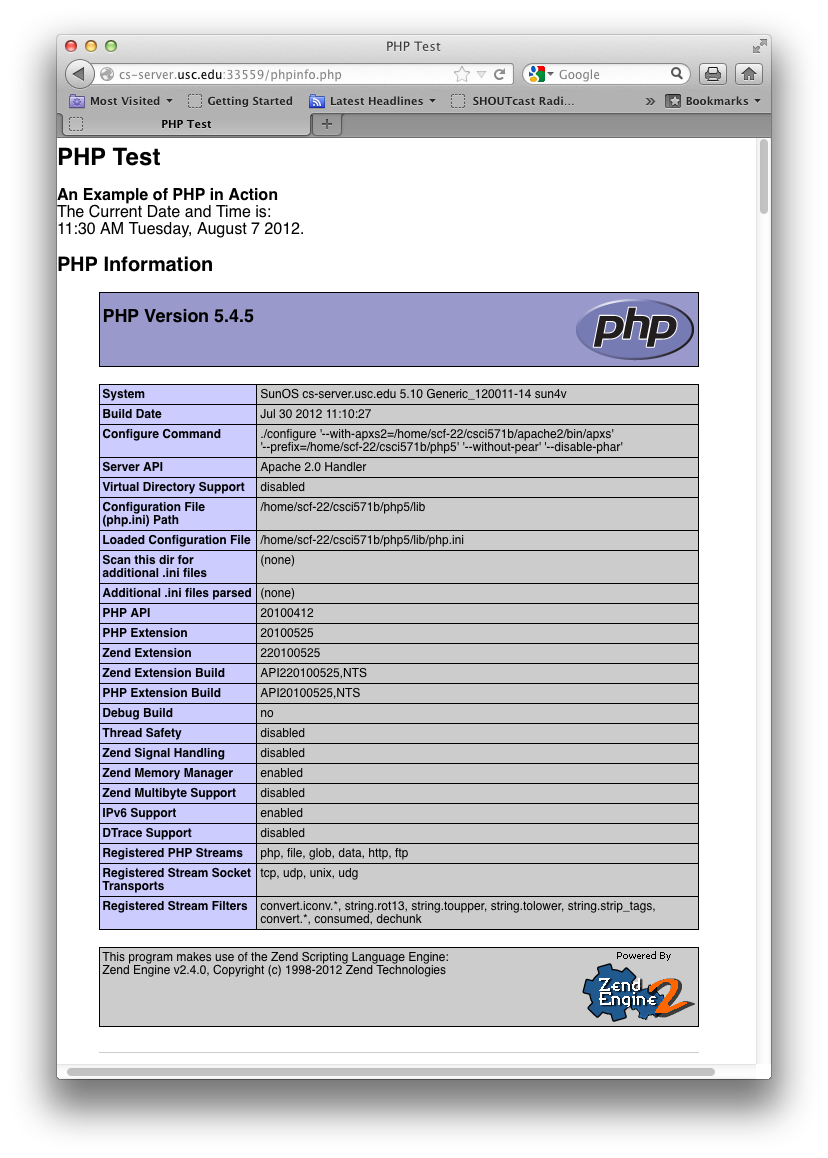 PHP Test
cs-server.usc.edu:33559/phpinfo.php
Google
Most Visited
Getting Started
Latest Headlines
SHOUTcast Radi...
»
Bookmarks
PHP Test
PHP Test
An Example of PHP in Action
The Current Date and Time is:
11:30 AM Tuesday, August 7 2012.
PHP Information
PHP Version 5.4.5
php
System SunOS cs-server.usc.edu 5.10 Generic_120011-14 sun4v
Build Date Jul 30 2012 11:10:27
Configure Command ./configure '--with-apxs2=/home/scf-22/csci571b/apache2/bin/apxs'
'--prefix=/home/scf-22/csci571b/php5' '--without-pear' '--disable-phar'
Server API Apache 2.0 Handler
Virtual Directory Support disabled
Configuration File /home/scf-22/csci571b/php5/lib
(php.ini) Path
Loaded Configuration File /home/scf-22/csci571b/php5/lib/php.ini
Scan this dir for (none)
additional .ini files
Additional .ini files parsed (none)
PHP API 20100412
PHP Extension 20100525
Zend Extension 220100525
Zend Extension Build API220100525,NTS
PHP Extension Build API20100525,NTS
Debug Build no
Thread Safety disabled
Zend Signal Handling disabled
Zend Memory Manager enabled
Zend Multibyte Support disabled
IPv6 Support enabled
DTrace Support disabled
Registered PHP Streams php, file, glob, data, http, ftp
Registered Stream Socket tcp, udp, unix, udg
Transports
Registered Stream Filters convert.iconv.*, string.rot13, string.toupper, string.tolower, string.strip_tags,
convert.*, consumed, dechunk
This program makes use of the Zend Scripting Language Engine:
Zend Engine v2.4.0, Copyright (c) 1998-2012 Zend Technologies
Powered By
Zend
Engine 2